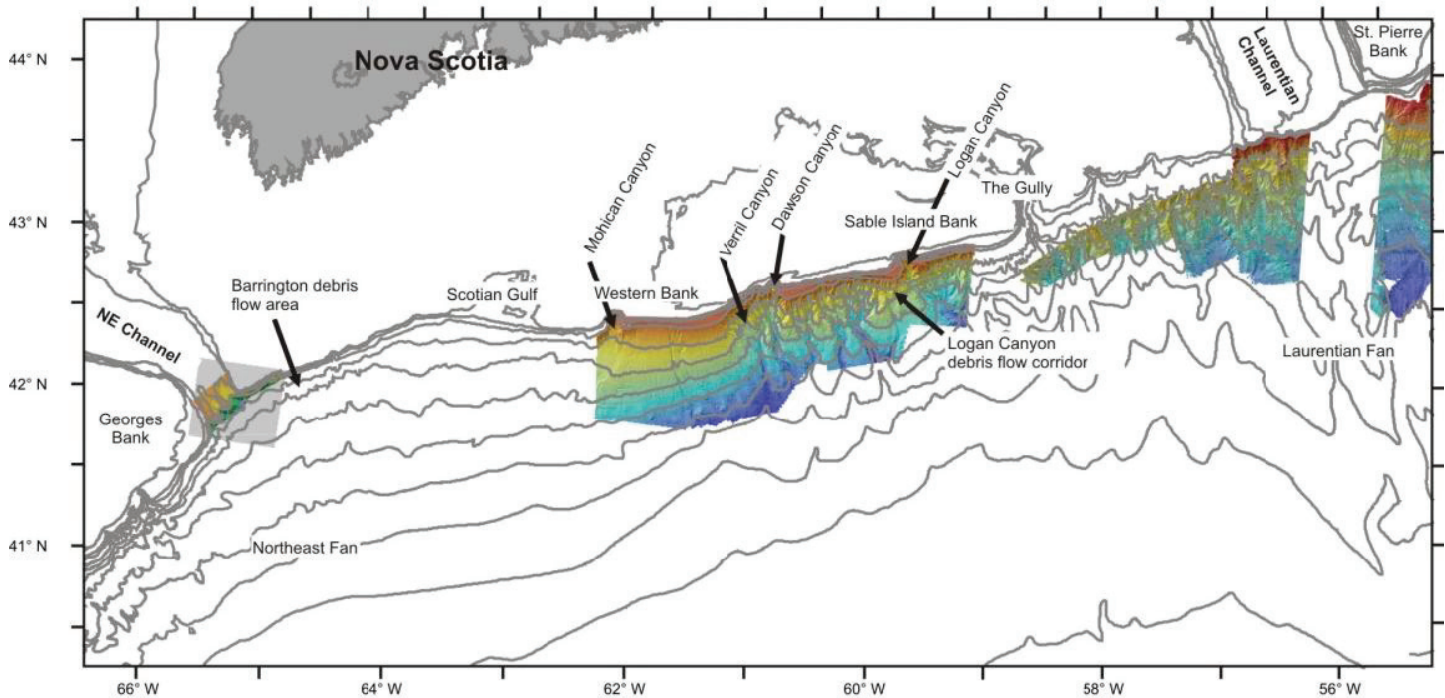 St. Pierre
Bank
44° N
Nova Scotia
Laurentian
Channel
Logan Canyon
Dawson Canyon
Mohican Canyon
Verril Canyon
The Gully
43° N
Sable Island Bank
Barrington debris
flow area
Scotian Gulf
Western Bank
NE Channel
Logan Canyon
debris flow corridor
Laurentian Fan
42° N
Georges
Bank
41° N
Northeast Fan
66° W
64° W
62° W
60° W
58° W
56° W